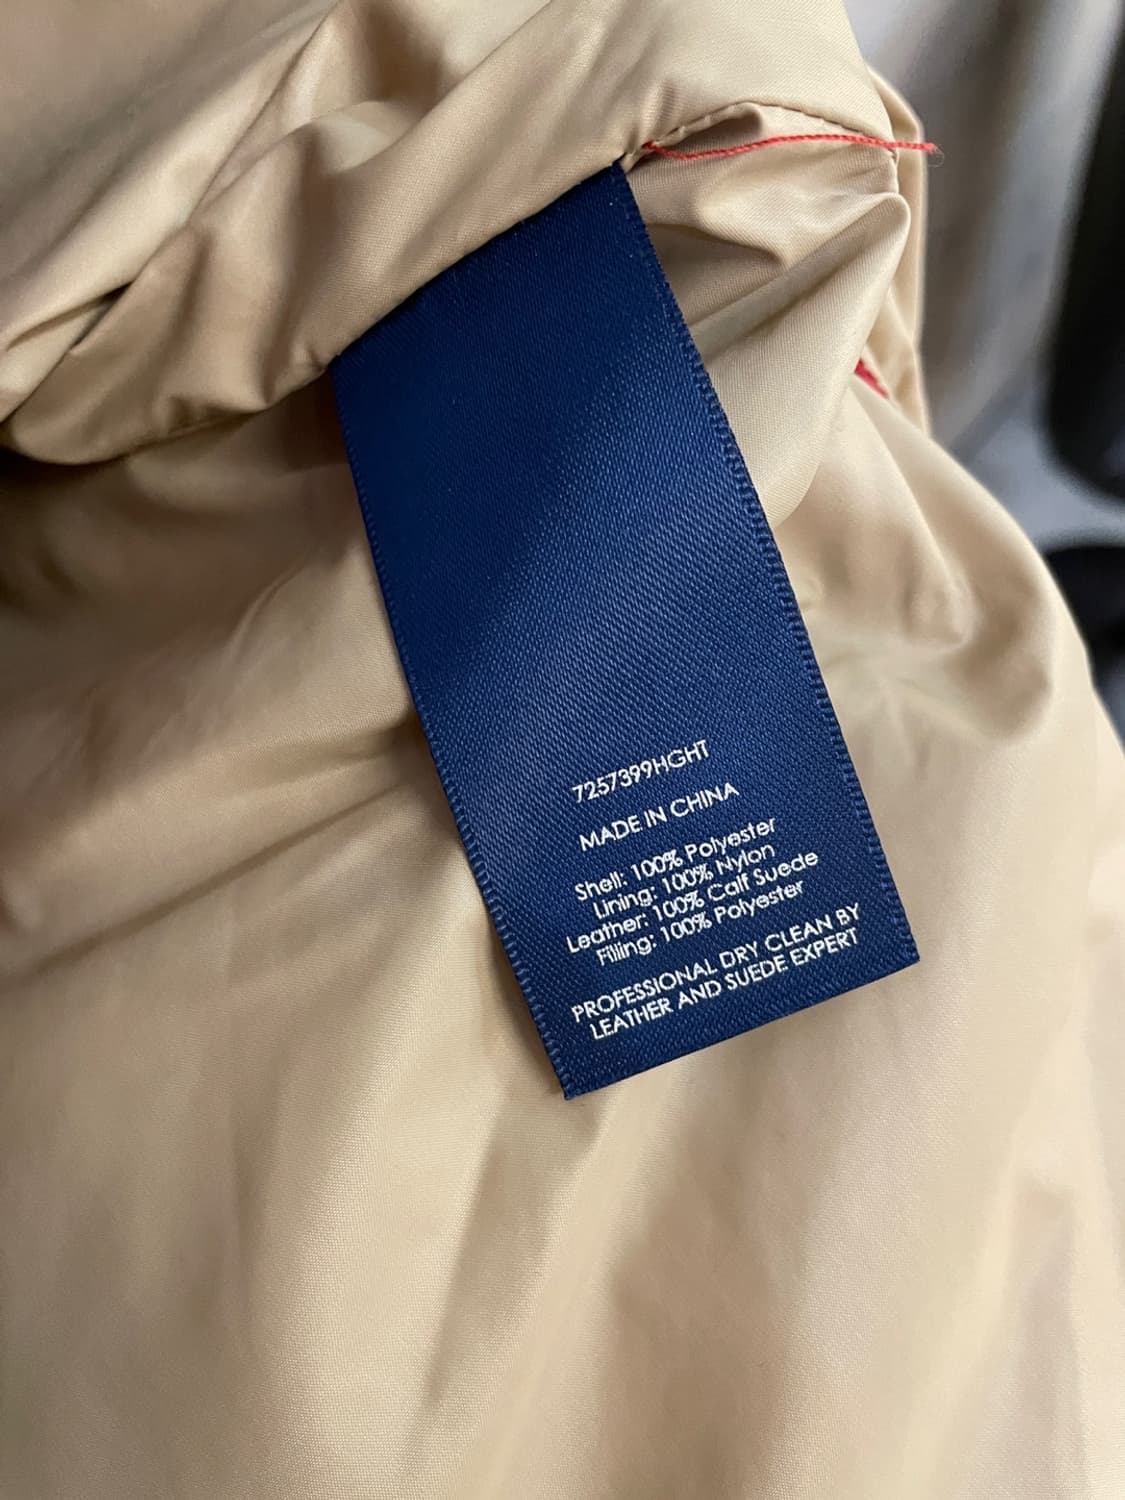 7257399HGHT
MADE IN CHINA
Shell: 100% Polyester
Lining: 100% Nylon
Leather: 100% Calf Suede
Filling: 100% Polyester
PROFESSIONAL DRY CLEAN BY
LEATHER AND SUEDE EXPERT